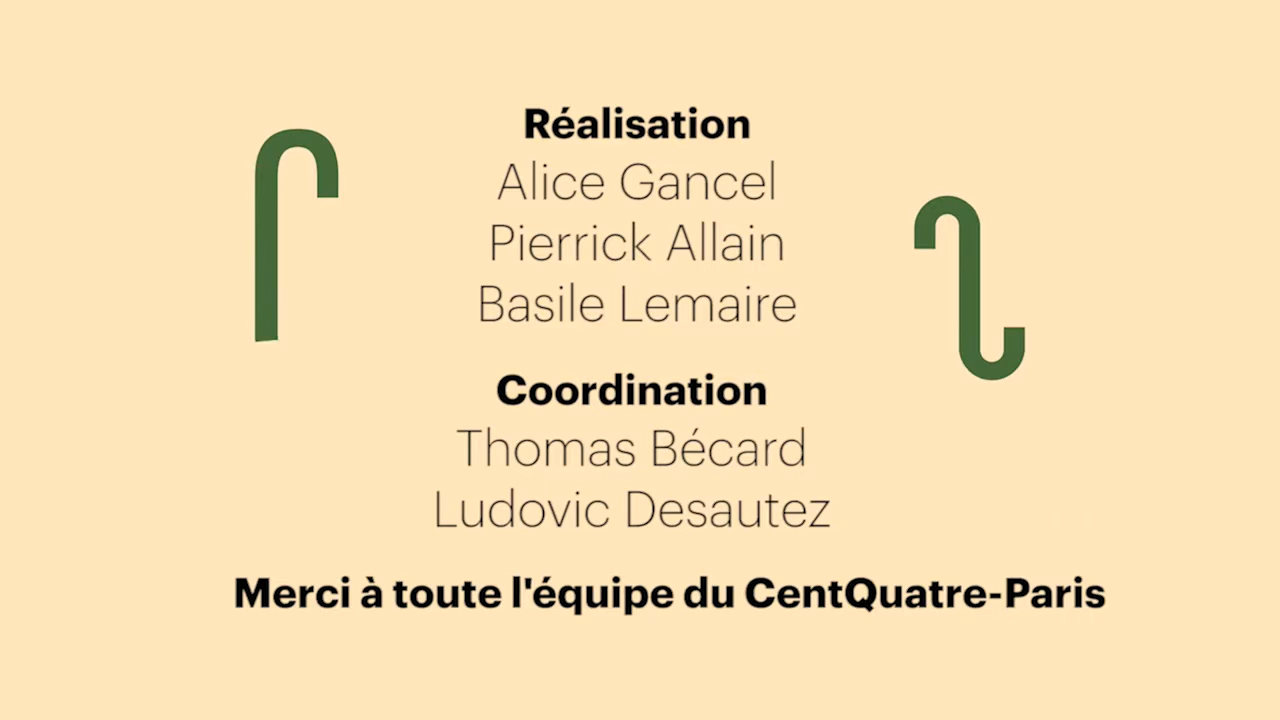 Réalisation
Alice Gancel
Pierrick Allain
Basile Lemaire
Coordination
Thomas Bécard
Ludovic Desautez
Merci à toute l'équipe du CentQuatre-Paris